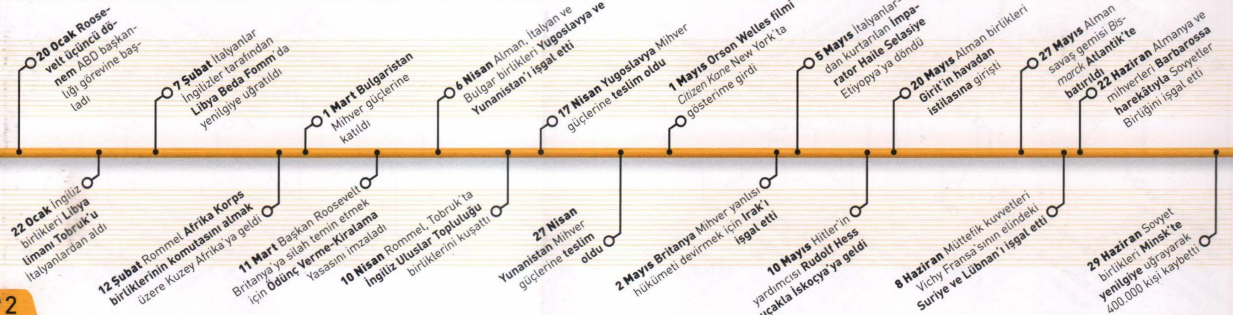 20 Ocak Roose-
velt üçüncü dö-
nem ABD başkan-
lığı görevine baş-
ladı
7 Şubat İtalyanlar
İngilizler tarafından
Libya Beda Fomm'da
yenilgiye uğratıldı
1 Mart Bulgaristan
Mihver güçlerine
katıldı
6 Nisan Alman, İtalyan ve
Bulgar birlikleri Yugoslavya ve
Yunanistan'ı işgal etti
17 Nisan Yugoslavya Mihver
güçlerine teslim oldu
1 Mayıs Orson Welles filmi
Citizen Kane New York'ta
gösterime girdi
5 Mayıs İtalyanlar-
dan kurtarılan İmpa-
rator Haile Selasiye
Etiyopya ya döndü
20 Mayıs Alman birlikleri
Girit'in havadan
istilasına girişti
27 Mayıs Alman
savaş gemisi Bis-
marck Atlantik'te
batırıldı
22 Haziran Almanya ve
mihverleri Barbarossa
harekâtıyla Sovyetler
Birliğini işgal etti
22 Ocak İngiliz
birlikleri Libya
limanı Tobruk'u
İtalyanlardan aldı
12 Şubat Rommel Afrika Korps
birliklerinin komutasını almak
üzere Kuzey Afrika'ya geldi
11 Mart Başkan Roosevelt
Britanya'ya silah temin etmek
için Ödünç Verme-Kiralama
Yasasını imzaladı
10 Nisan Rommel, Tobruk'ta
İngiliz Uluslar Topluluğu
birliklerini kuşattı
27 Nisan
Yunanistan Mihver
güçlerine teslim
oldu
2 Mayıs Britanya Mihver yanlısı
hükümeti devirmek için Irak'ı
işgal etti
10 Mayıs Hitler'in
yardımcısı Rudolf Hess
uçakla İskoçya'ya geldi
8 Haziran Müttefik kuvvetleri
Vichy Fransa'sının elindeki
Suriye ve Lübnan'ı işgal etti
29 Haziran Sovyet
birlikleri Minsk'te
yenilgiye uğrayarak
400.000 kişi kaybetti
2